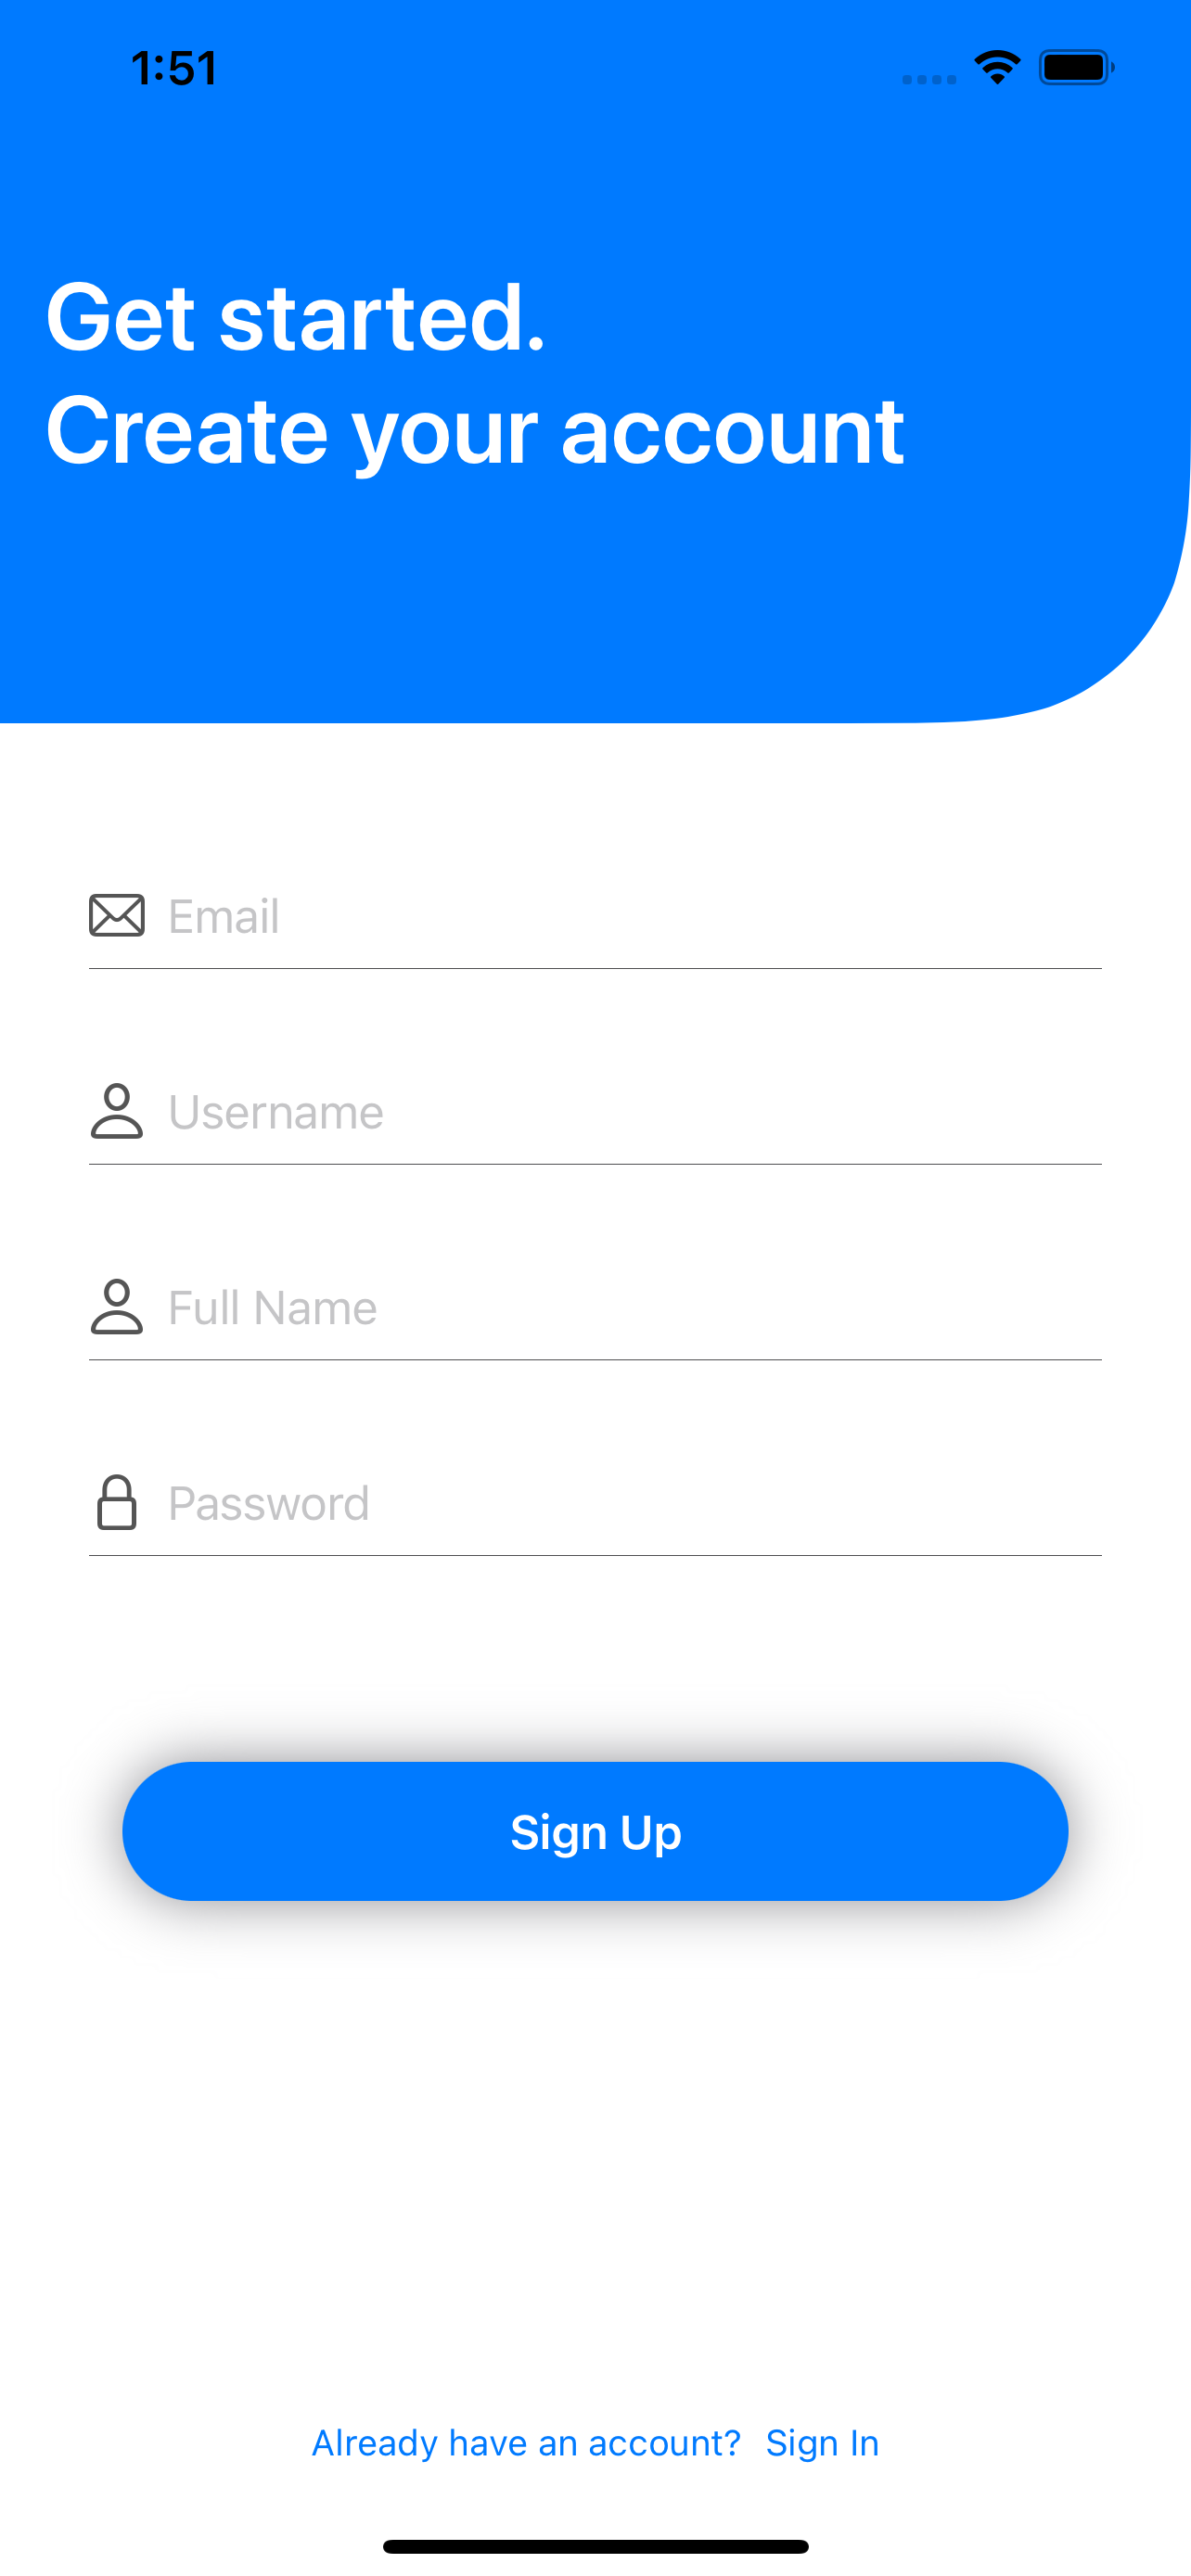 1:51
Get started.
Create your account
Email
Username
Full Name
Password
Sign Up
Already have an account? Sign In